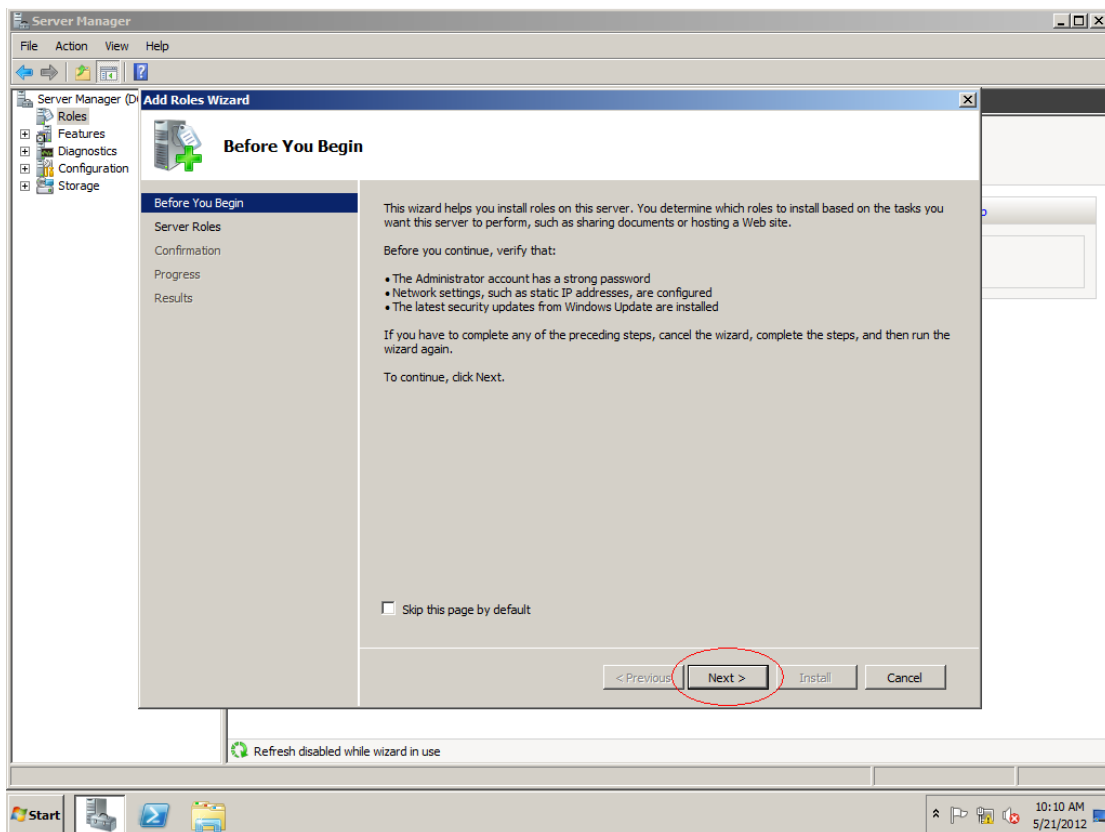 Server Manager
File Action View Help
Server Manager (D
Roles
Features
Diagnostics
Configuration
Storage
Add Roles Wizard
Before You Begin
Before You Begin
Server Roles
Confirmation
Progress
Results
This wizard helps you install roles on this server. You determine which roles to install based on the tasks you
want this server to perform, such as sharing documents or hosting a Web site.
Before you continue, verify that:
• The Administrator account has a strong password
• Network settings, such as static IP addresses, are configured
• The latest security updates from Windows Update are installed
If you have to complete any of the preceding steps, cancel the wizard, complete the steps, and then run the
wizard again.
To continue, click Next.
Skip this page by default
< Previous Next > Install Cancel
Refresh disabled while wizard in use
Start
10:10 AM
5/21/2012